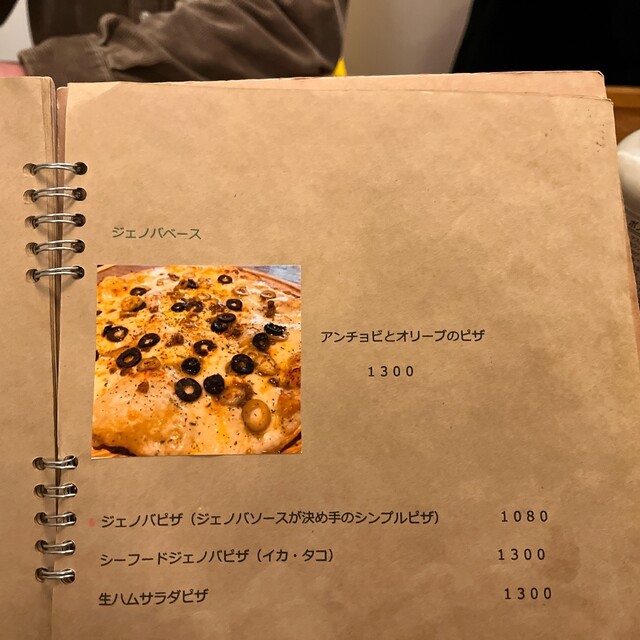 ジェノバベース
アンチョビとオリーブのピザ
1300
ジェノバピザ（ジェノバソースが決め手のシンプルピザ） 1080
シーフードジェノバピザ（イカ・タコ） 1300
生ハムサラダピザ 1300